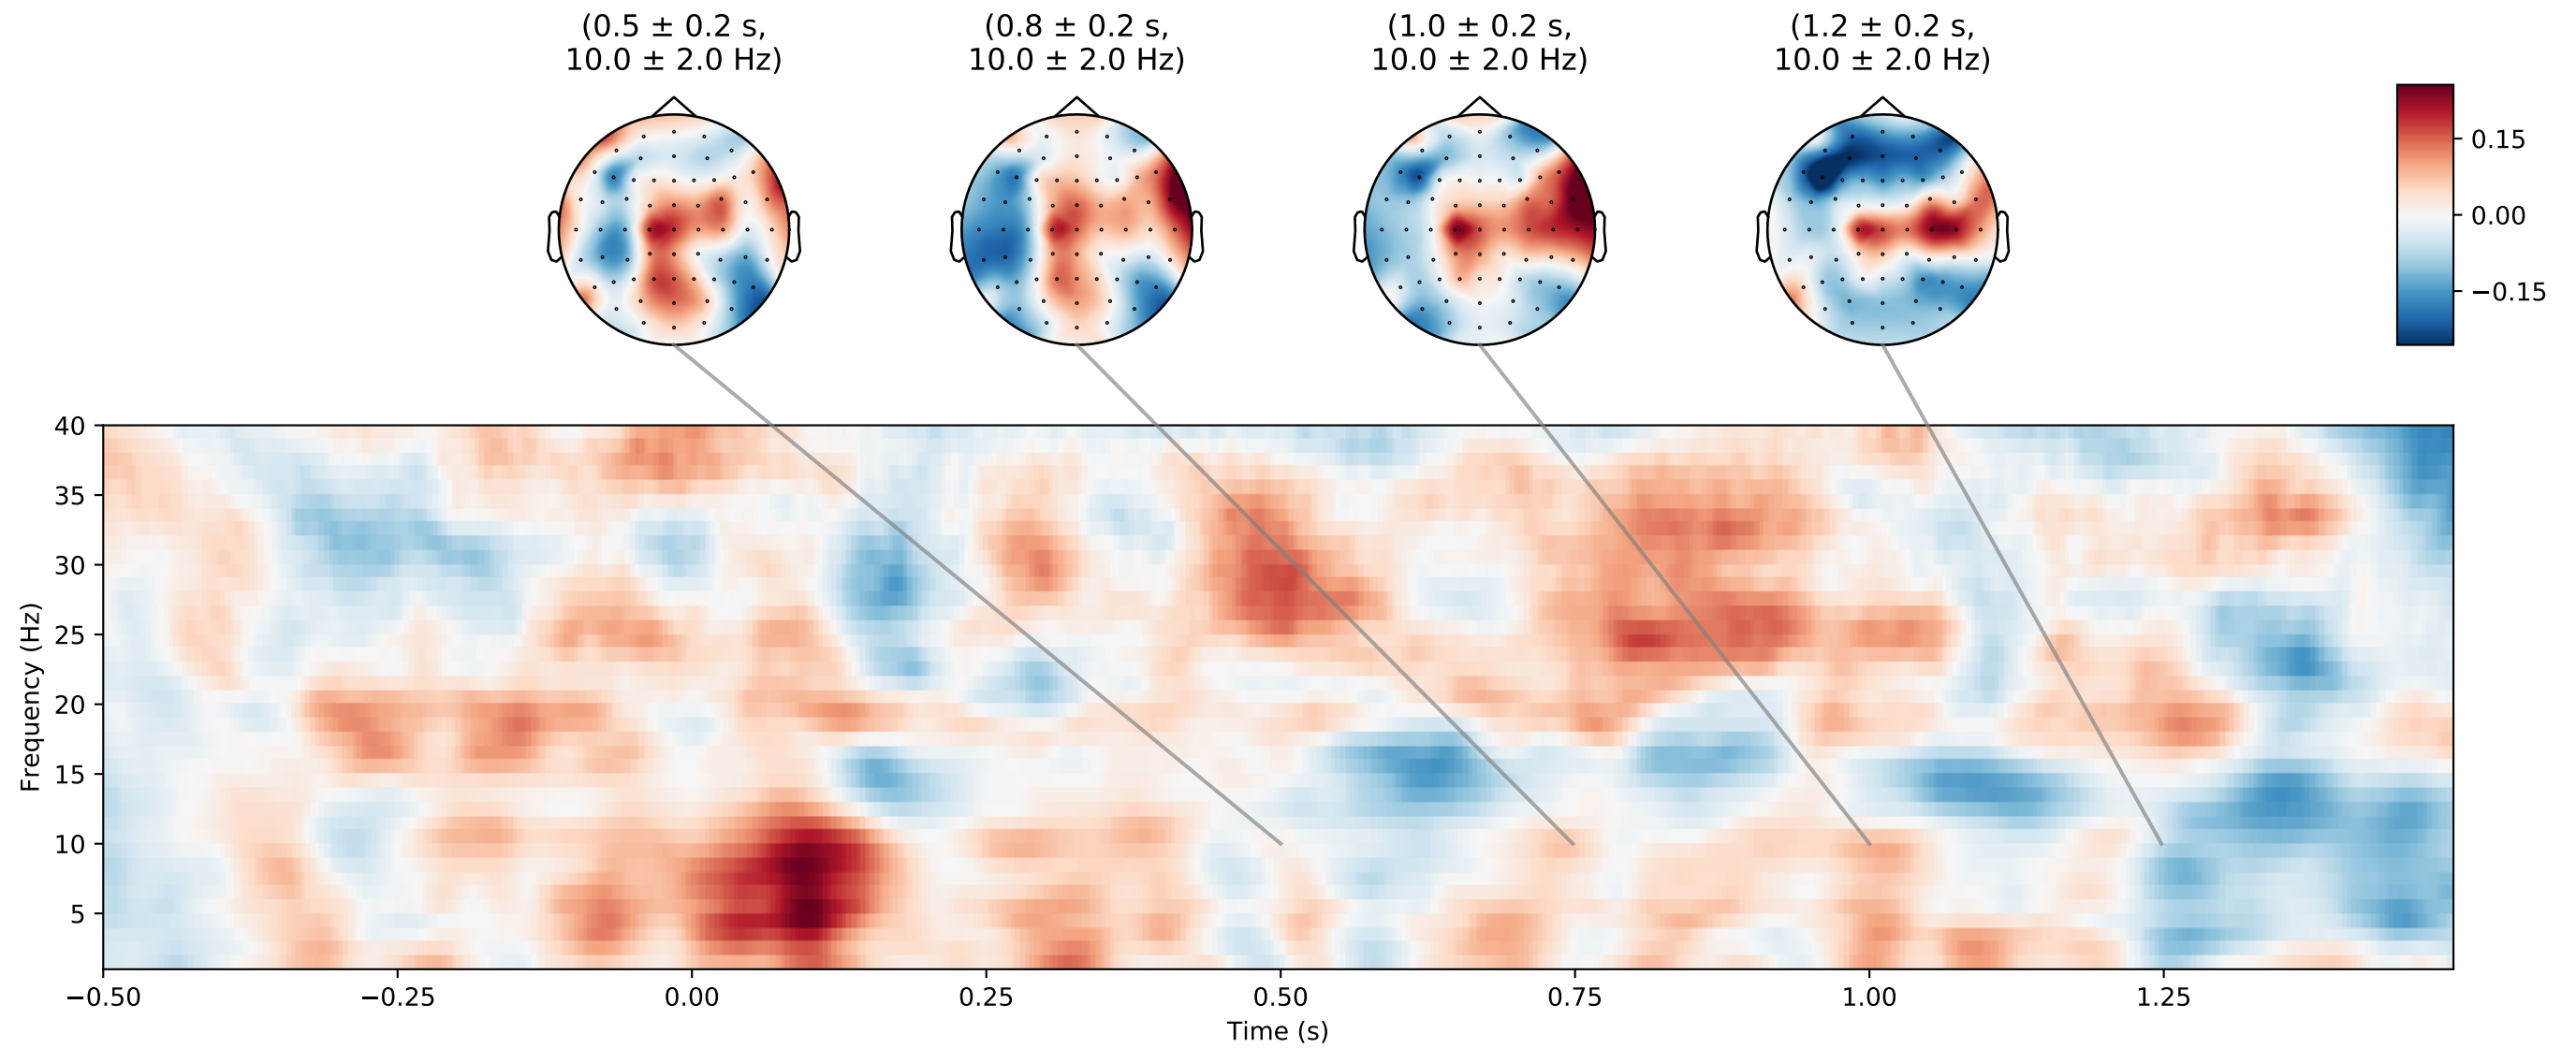 (0.5 ± 0.2 s,
10.0 ± 2.0 Hz)
(0.8 ± 0.2 s,
10.0 ± 2.0 Hz)
(1.0 ± 0.2 s,
10.0 ± 2.0 Hz)
(1.2 ± 0.2 s,
10.0 ± 2.0 Hz)
0.15
0.00
−0.15
40
35
30
25
20
15
10
5
Frequency (Hz)
−0.50
−0.25
0.00
0.25
0.50
0.75
1.00
1.25
Time (s)